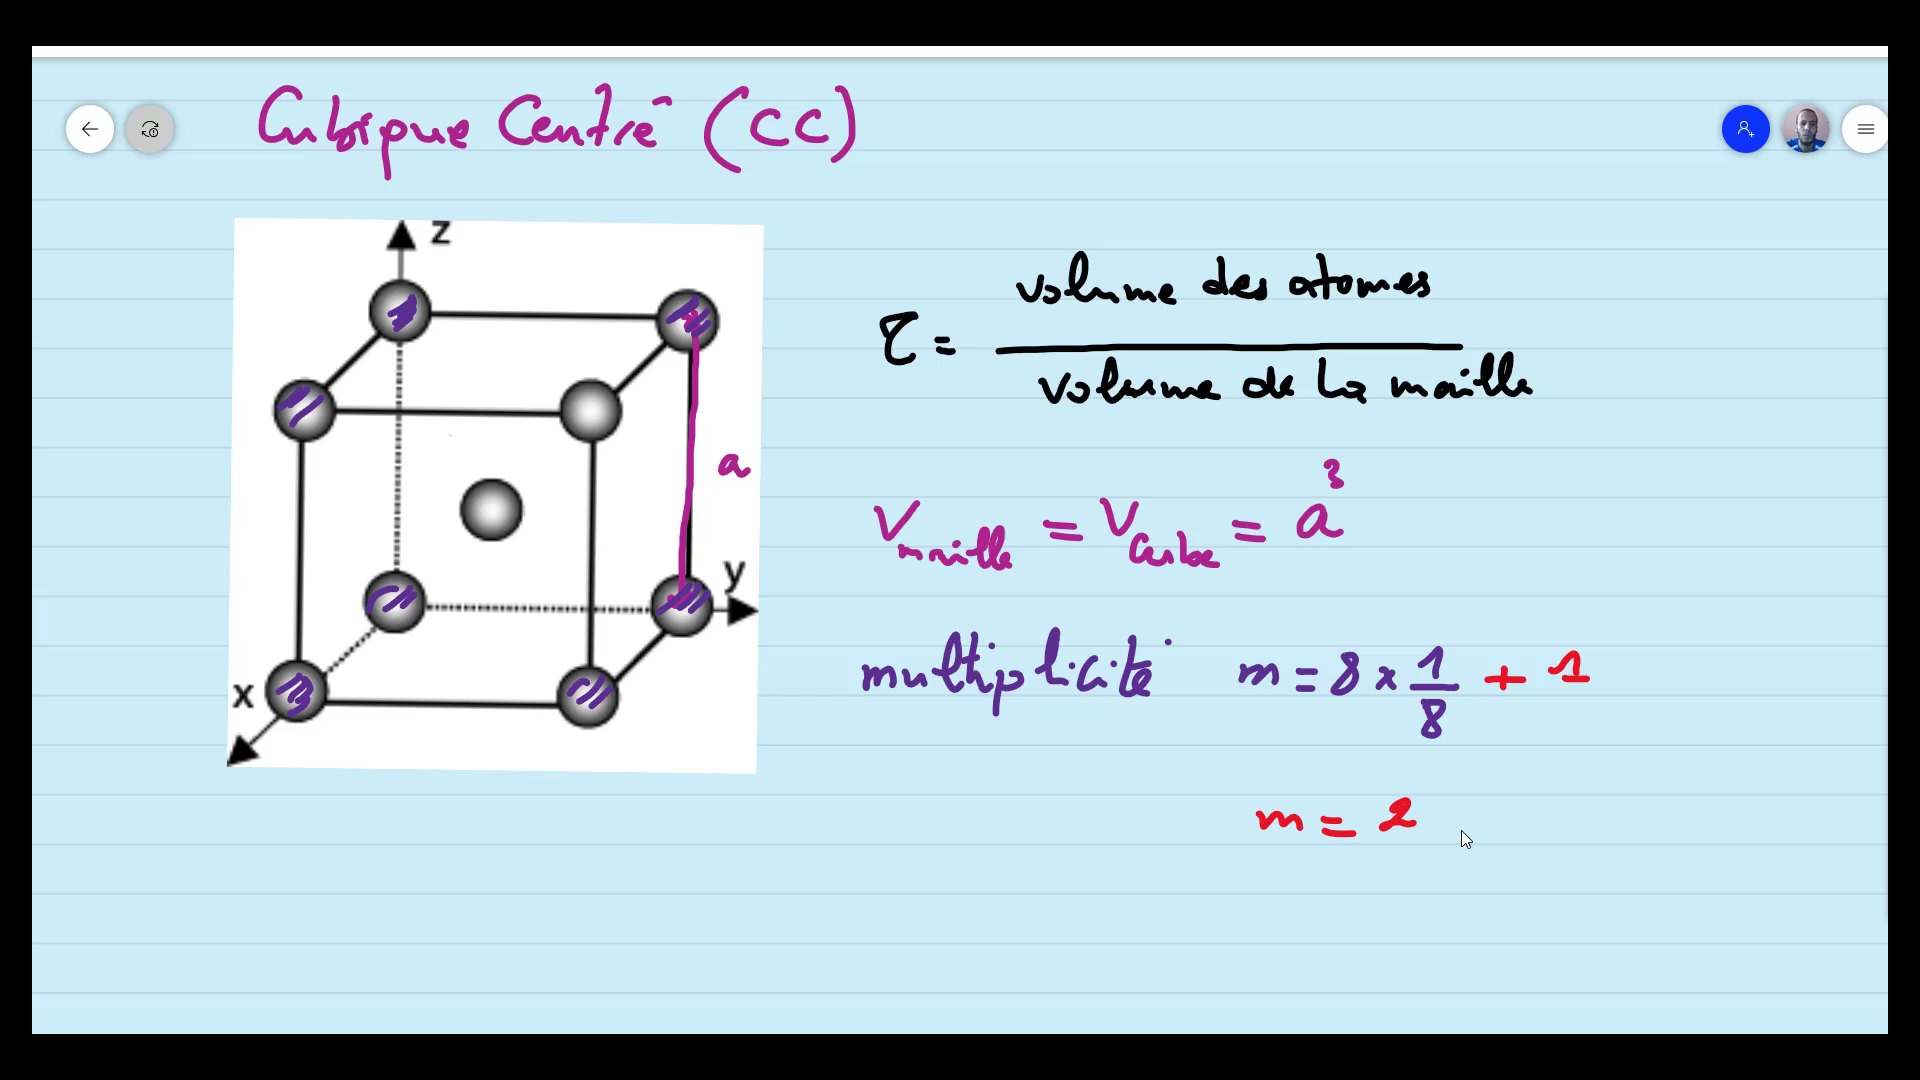 Cubique Centré (CC)
z
a
y
x
τ = volume des atomes / volume de la maille
V maille = V cube = a³
multiplicité m = 8 × 1/8 + 1
m = 2